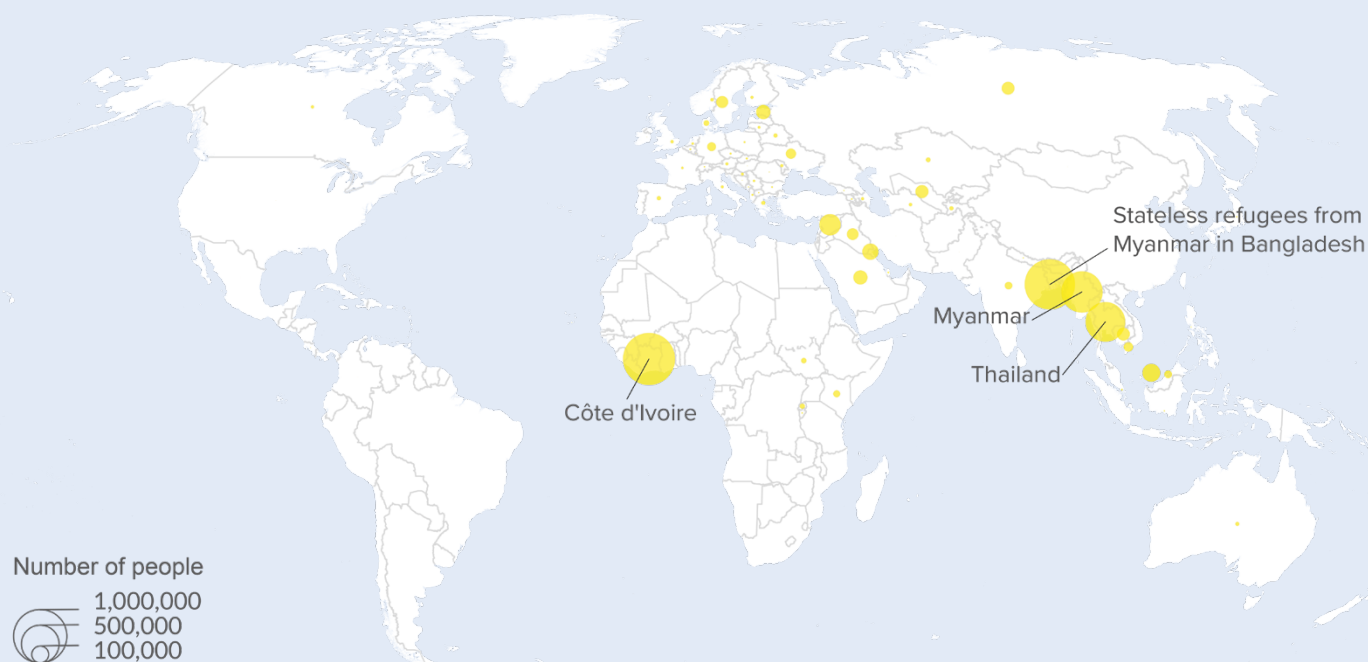 Stateless refugees from
Myanmar in Bangladesh
Myanmar
Thailand
Côte d'Ivoire
Number of people
1,000,000
500,000
100,000